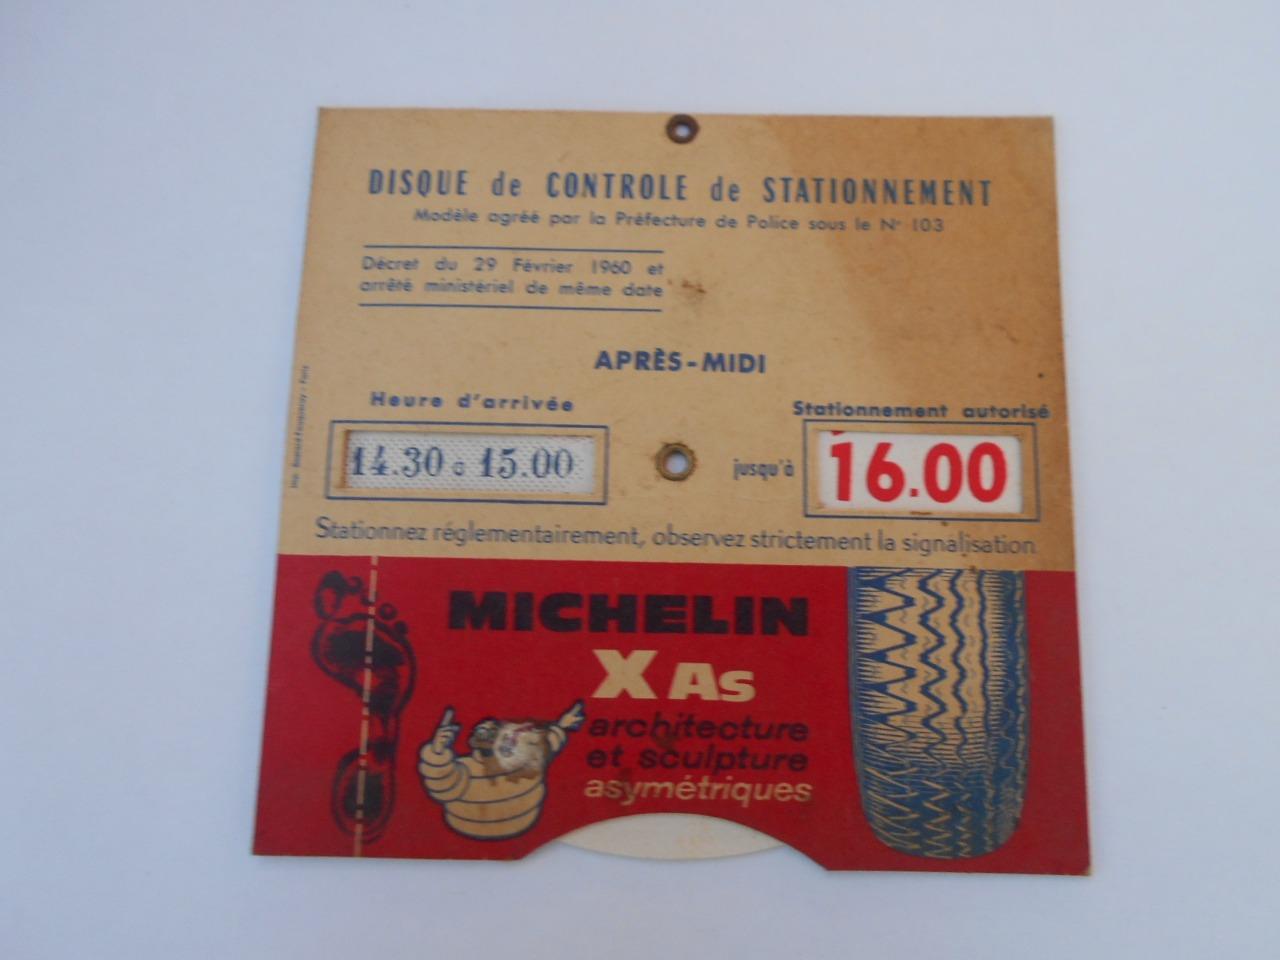 DISQUE de CONTROLE de STATIONNEMENT
Modèle agréé par la Préfecture de Police sous le N° 103
Décret du 29 Février 1960 et
arrêté ministériel de même date
APRÈS-MIDI
Heure d'arrivée
Stationnement autorisé
14.30 à 15.00
jusqu'à
16.00
Stationnez réglementairement, observez strictement la signalisation
MICHELIN
X As
architecture
et sculpture
asymétriques